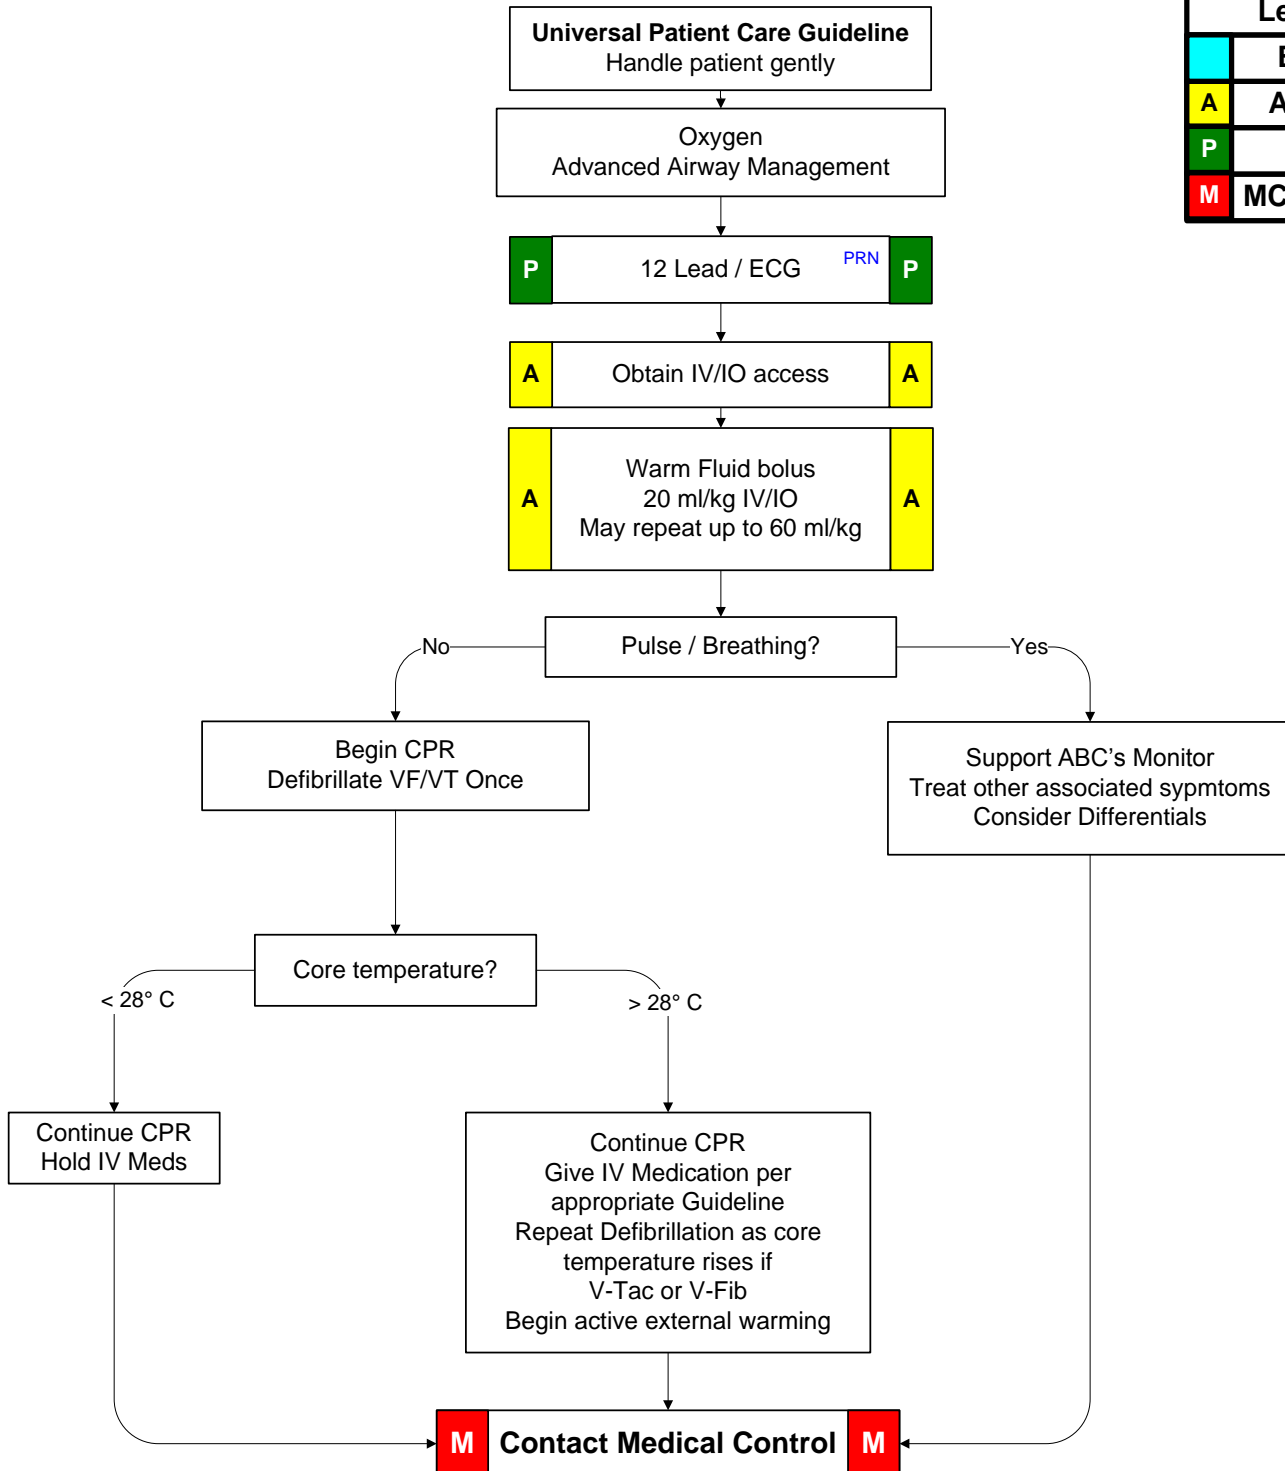 Universal Patient Care Guideline
Handle patient gently
Oxygen
Advanced Airway Management
P
12 Lead / ECG
PRN
P
A
Obtain IV/IO access
A
A
Warm Fluid bolus
20 ml/kg IV/IO
May repeat up to 60 ml/kg
A
Pulse / Breathing?
No
Yes
Begin CPR
Defibrillate VF/VT Once
Support ABC's Monitor
Treat other associated sypmtoms
Consider Differentials
Core temperature?
< 28° C
> 28° C
Continue CPR
Hold IV Meds
Continue CPR
Give IV Medication per
appropriate Guideline
Repeat Defibrillation as core
temperature rises if
V-Tac or V-Fib
Begin active external warming
M
Contact Medical Control
M
A
P
M